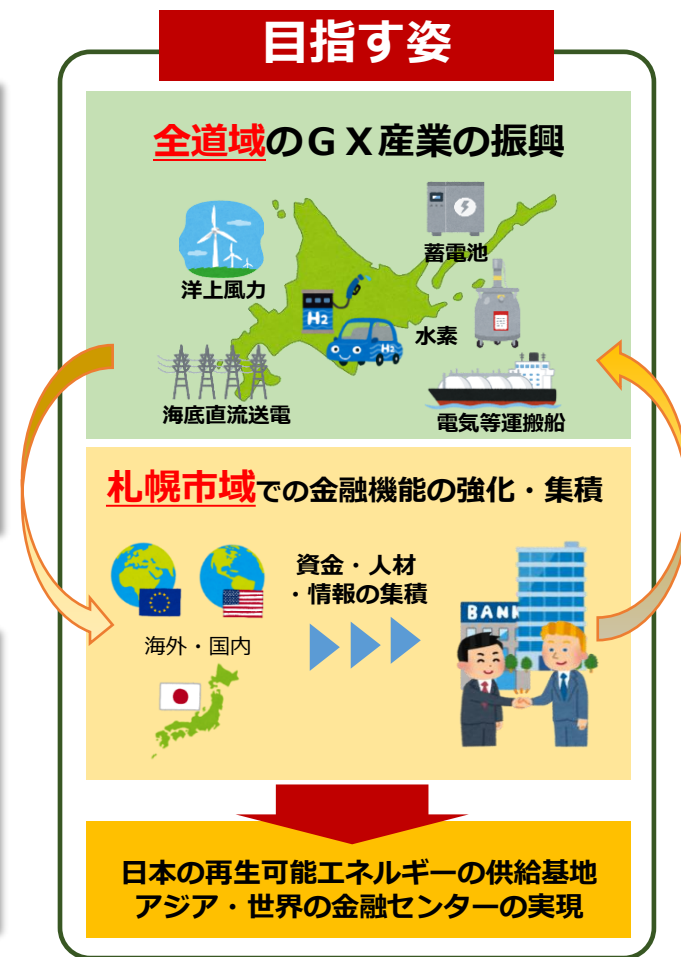 目指す姿
全道域のＧＸ産業の振興
蓄電池
洋上風力
H2
H2
水素
海底直流送電
電気等運搬船
札幌市域での金融機能の強化・集積
資金・人材
・情報の集積
BANK
海外・国内
日本の再生可能エネルギーの供給基地
アジア・世界の金融センターの実現